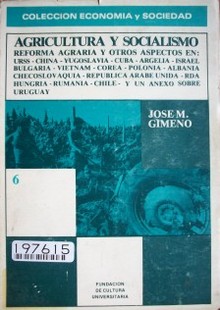 COLECCION ECONOMIA y SOCIEDAD
AGRICULTURA Y SOCIALISMO
REFORMA AGRARIA Y OTROS ASPECTOS EN:
URSS - CHINA - YUGOSLAVIA - CUBA - ARGELIA - ISRAEL
BULGARIA - VIETNAM - COREA - POLONIA - ALBANIA
CHECOSLOVAQUIA - REPUBLICA ARABE UNIDA - RDA
HUNGRIA - RUMANIA - CHILE - Y UN ANEXO SOBRE
URUGUAY
JOSE M.
GIMENO
6
197615
FUNDACION
DE CULTURA
UNIVERSITARIA